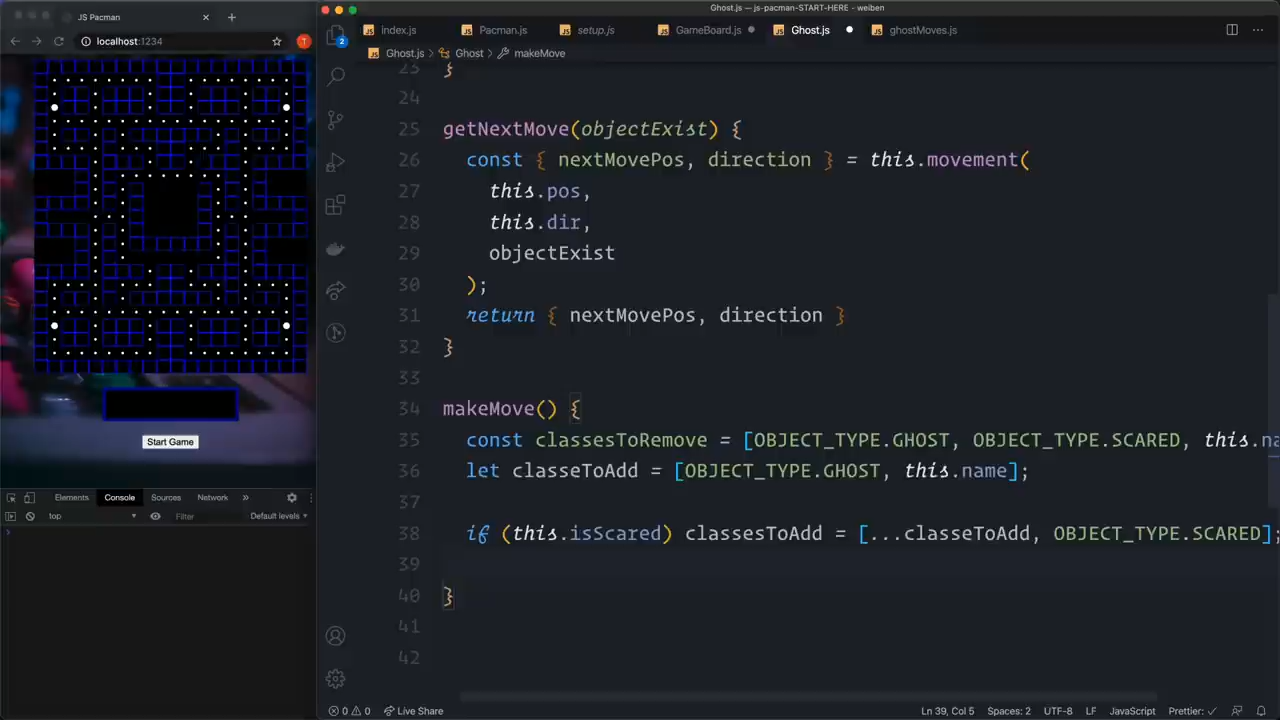 JS Pacman
Ghost.js — js-pacman-START-HERE — weiben
localhost:1234
T
2
Index.js
Pacman.js
setup.js
GameBoard.js
Ghost.js
ghostMoves.js
Ghost.js › Ghost › makeMove
23 }
24
25 getNextMove(objectExist) {
26 const { nextMovePos, direction } = this.movement(
27 this.pos,
28 this.dir,
29 objectExist
30 );
31 return { nextMovePos, direction }
32 }
33
34 makeMove() {
35 const classesToRemove = [OBJECT_TYPE.GHOST, OBJECT_TYPE.SCARED, this.na
36 let classeToAdd = [OBJECT_TYPE.GHOST, this.name];
37
38 if (this.isScared) classesToAdd = [...classeToAdd, OBJECT_TYPE.SCARED];
39
40 }
41
42
Start Game
Elements Console Sources Network »
top Filter Default levels
0 0 Live Share
Ln 39, Col 5 Spaces: 2 UTF-8 LF JavaScript Prettier: ✓